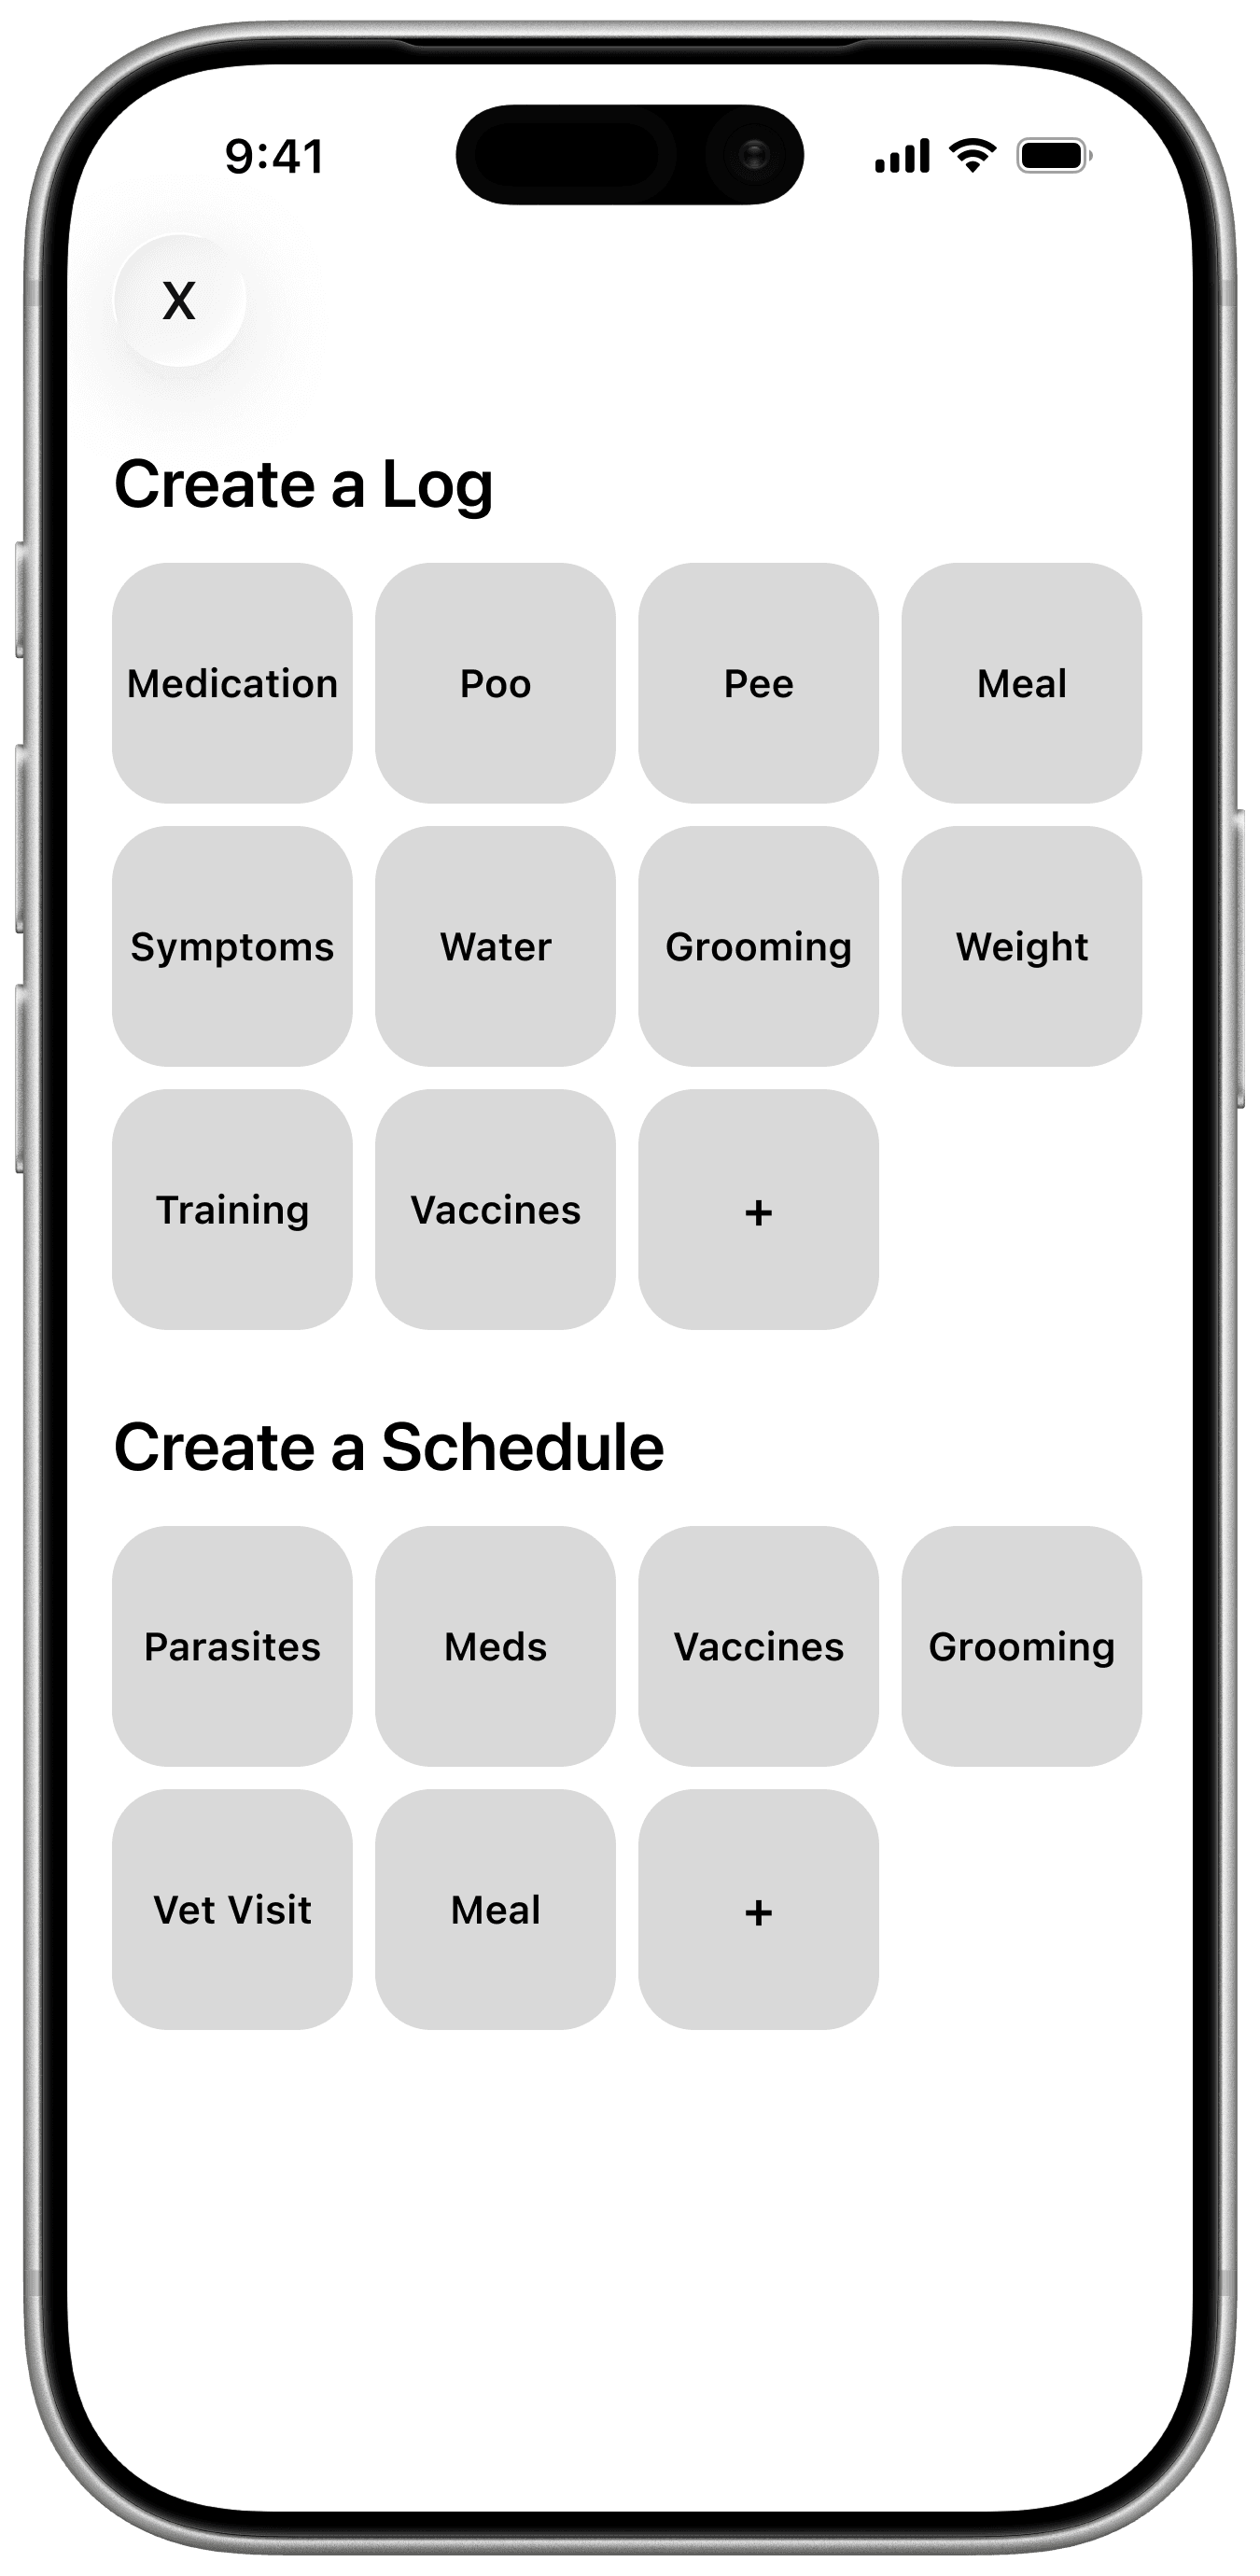 9:41
X
Create a Log
Medication Poo Pee Meal
Symptoms Water Grooming Weight
Training Vaccines +
Create a Schedule
Parasites Meds Vaccines Grooming
Vet Visit Meal +